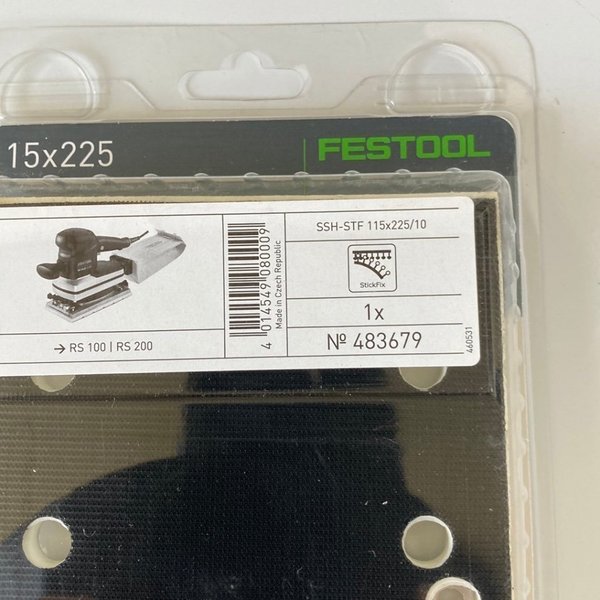 15x225
FESTOOL
SSH-STF 115x225/10
StickFix
1x
Nº 483679
460531
4 014549 080009
Made in Czech Republic
→ RS 100 | RS 200